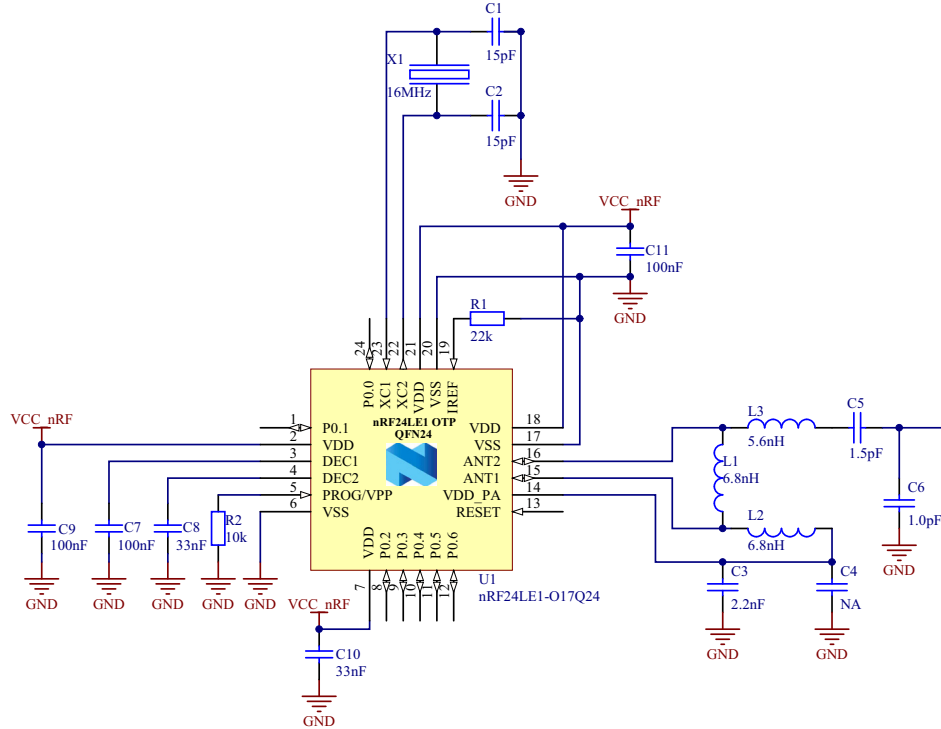 C1
15pF
X1
16MHz
C2
15pF
GND
VCC_nRF
C11
100nF
GND
R1
22k
24
23
22
21
20
19
P0.0
XC1
XC2
VDD
VSS
IREF
nRF24LE1 OTP
QFN24
VCC_nRF
1
P0.1
2
VDD
3
DEC1
4
DEC2
5
PROG/VPP
6
VSS
VDD
18
VSS
17
ANT2
16
ANT1
15
VDD_PA
14
RESET
13
VDD
P0.2
P0.3
P0.4
P0.5
P0.6
7
8
9
10
11
12
U1
nRF24LE1-O17Q24
C9
100nF
C7
100nF
C8
33nF
R2
10k
GND
GND
GND
GND
GND
VCC_nRF
C10
33nF
GND
L3
5.6nH
C5
1.5pF
L1
6.8nH
L2
6.8nH
C6
1.0pF
GND
C3
2.2nF
C4
NA
GND
GND